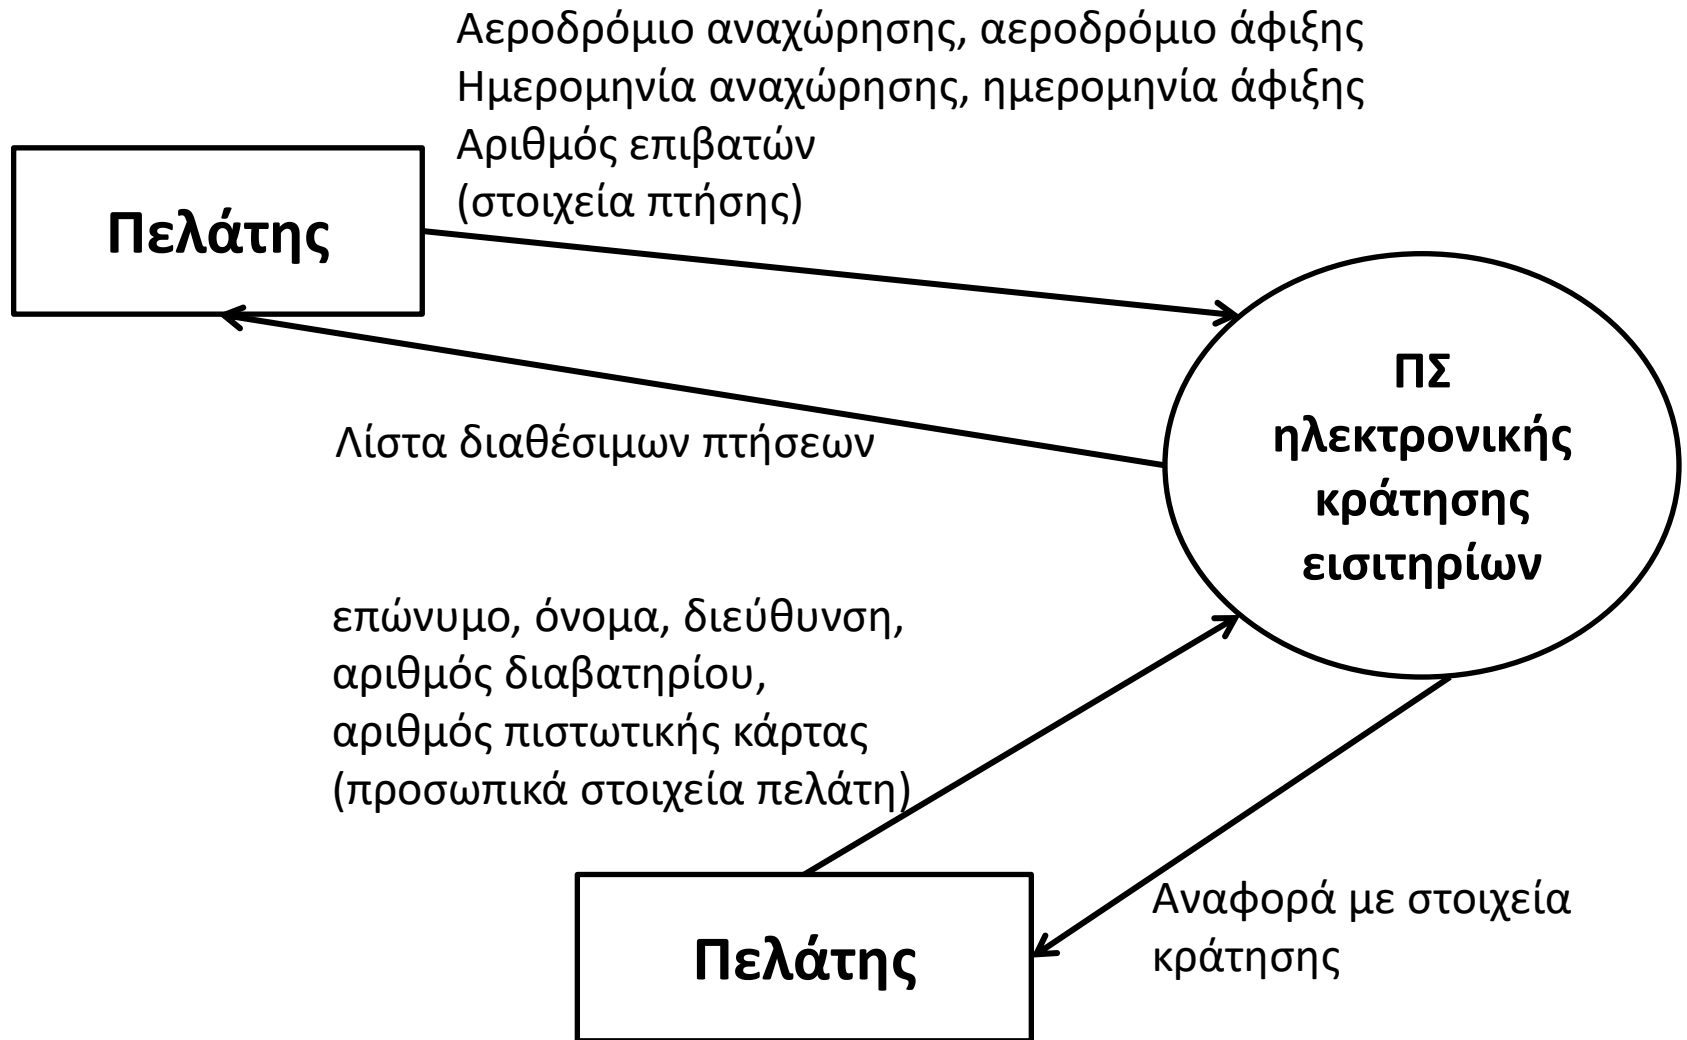 Αεροδρόμιο αναχώρησης, αεροδρόμιο άφιξης
Ημερομηνία αναχώρησης, ημερομηνία άφιξης
Αριθμός επιβατών
(στοιχεία πτήσης)
Πελάτης
ΠΣ
ηλεκτρονικής
κράτησης
εισιτηρίων
Λίστα διαθέσιμων πτήσεων
επώνυμο, όνομα, διεύθυνση,
αριθμός διαβατηρίου,
αριθμός πιστωτικής κάρτας
(προσωπικά στοιχεία πελάτη)
Πελάτης
Αναφορά με στοιχεία
κράτησης